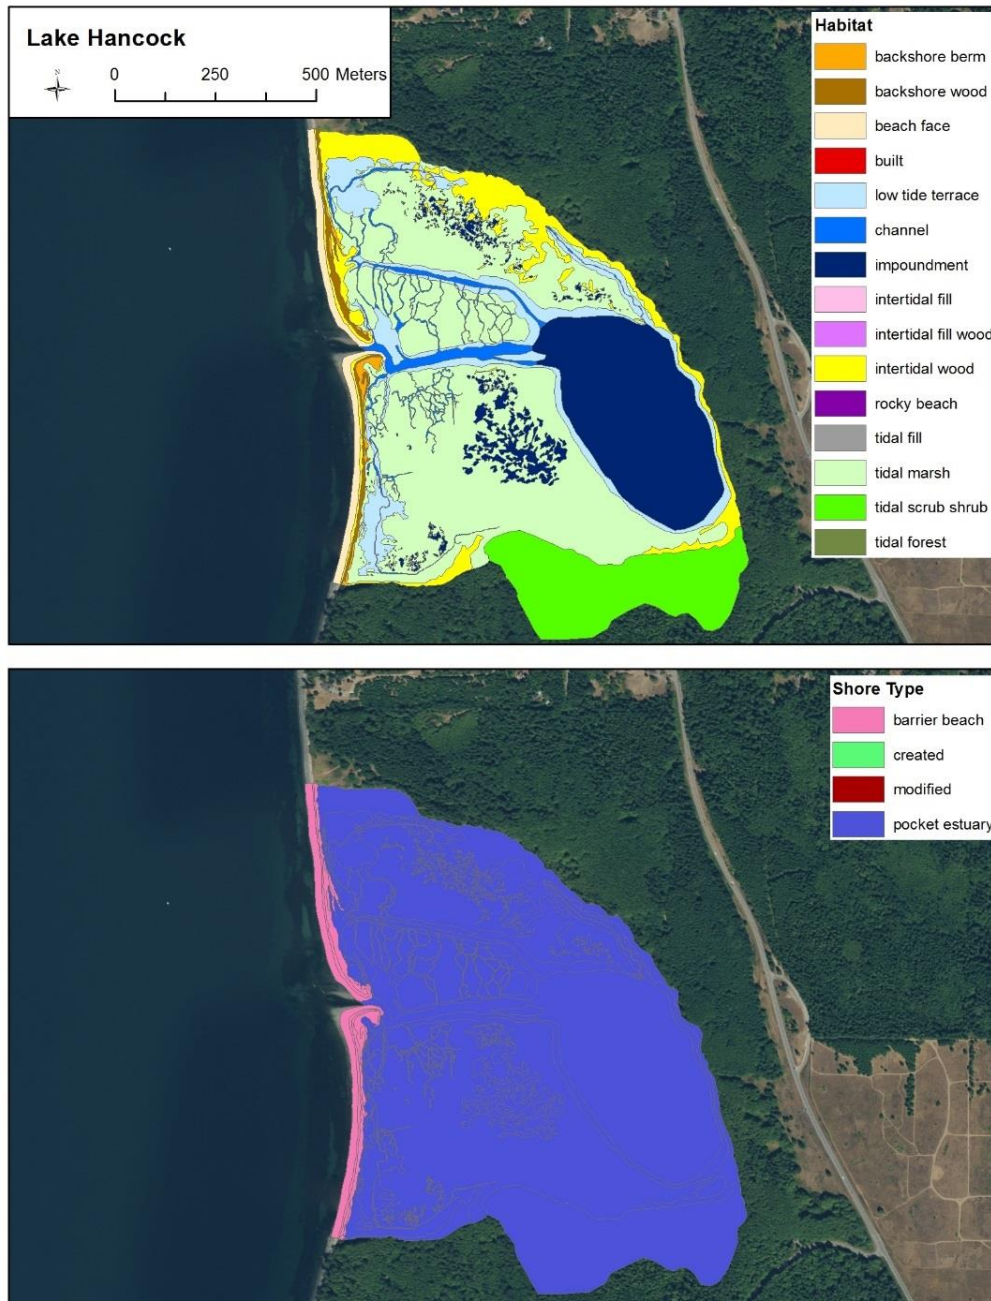 Lake Hancock
N
0 250 500 Meters
Habitat
backshore berm
backshore wood
beach face
built
low tide terrace
channel
impoundment
intertidal fill
intertidal fill wood
intertidal wood
rocky beach
tidal fill
tidal marsh
tidal scrub shrub
tidal forest
Shore Type
barrier beach
created
modified
pocket estuary